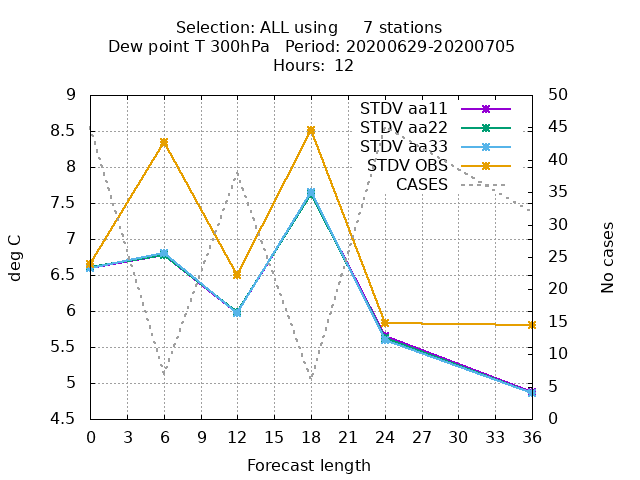 Selection: ALL using     7 stations
Dew point T 300hPa   Period: 20200629-20200705
Hours: 12
9
8.5
8
7.5
7
6.5
6
5.5
5
4.5
50
45
40
35
30
25
20
15
10
5
0
STDV aa11
STDV aa22
STDV aa33
STDV OBS
CASES
deg C
No cases
0 3 6 9 12 15 18 21 24 27 30 33 36
Forecast length